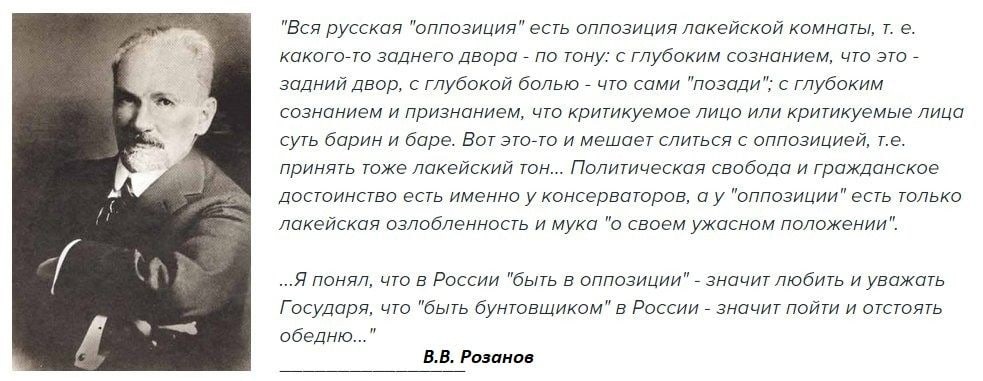 "Вся русская "оппозиция" есть оппозиция лакейской комнаты, т. е.
какого-то заднего двора - по тону: с глубоким сознанием, что это -
задний двор, с глубокой болью - что сами "позади"; с глубоким
сознанием и признанием, что критикуемое лицо или критикуемые лица
суть барин и баре. Вот это-то и мешает слиться с оппозицией, т.е.
принять тоже лакейский тон... Политическая свобода и гражданское
достоинство есть именно у консерваторов, а у "оппозиции" есть только
лакейская озлобленность и мука "о своем ужасном положении".
...Я понял, что в России "быть в оппозиции" - значит любить и уважать
Государя, что "быть бунтовщиком" в России - значит пойти и отстоять
обедню..."
В.В. Розанов